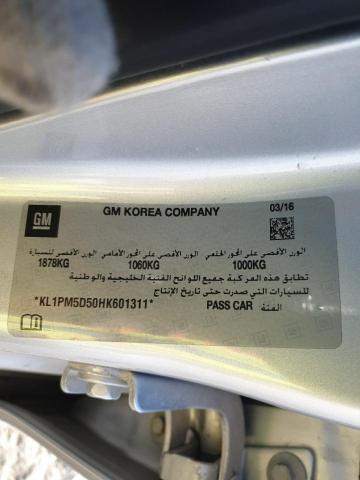 GM
GM KOREA COMPANY
03/16
الوزن الأقصى على المحور الخلفي الوزن الأقصى على المحور الأمامي الوزن الأقصى للسيارة
1878KG 1060KG 1000KG
تطابق هذه المركبة جميع اللوائح الفنية الخليجية والوطنية
للسيارات التي صدرت حتى تاريخ الإنتاج
*KL1PM5D50HK601311* PASS CAR الفئة: